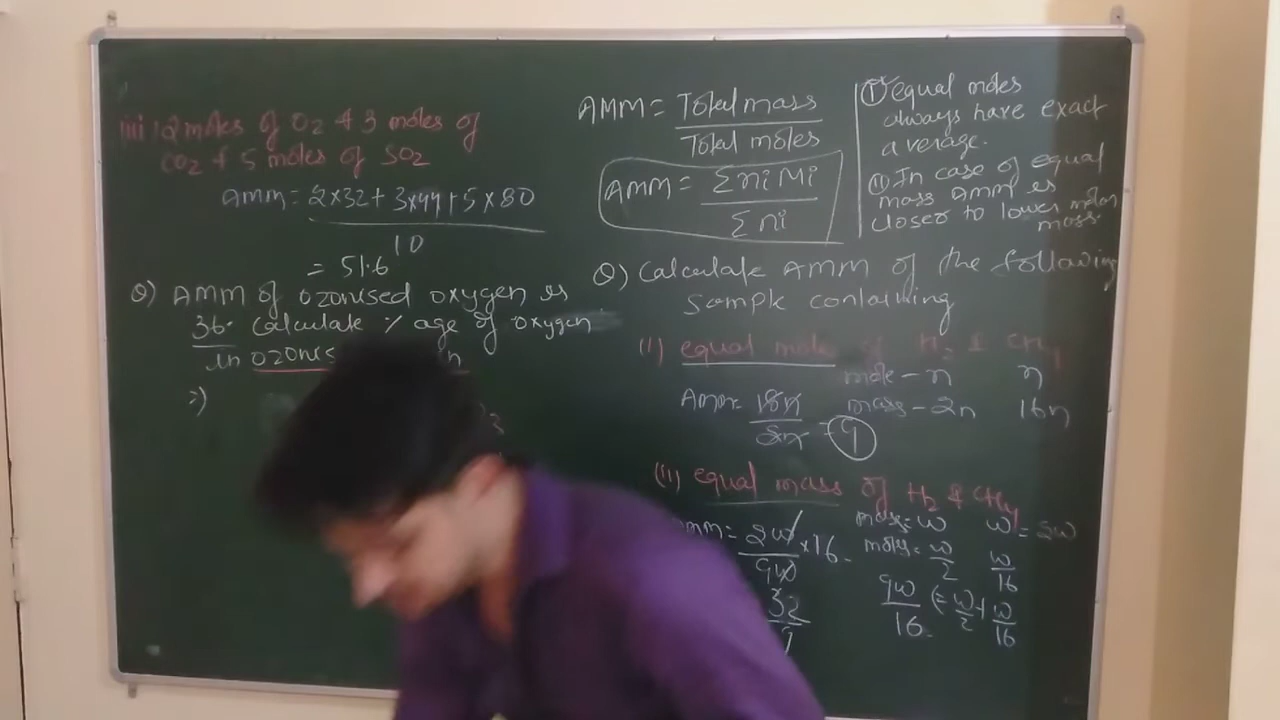 iii) 2 moles of O2 & 3 moles of
CO2 & 5 moles of SO2
AMM = 2×32 + 3×44 + 5×80
10
= 51.6
Q) AMM of ozonised oxygen is
36. Calculate % age of oxygen
in ozonis
=)
3
AMM = Total mass
Total moles
AMM = Σ ni Mi
Σ ni
(I) equal moles
always have exact
average.
(II) In case of equal
mass AMM is
closer to lower molar
mass.
Q) Calculate AMM of the following
sample containing
(I) equal mole of H2 & CH4
mole - n n
AMM = 18n mass - 2n 16n
2n = 9
(II) equal mass of H2 & CH4
mass = w w = 2w
AMM = 2w × 16 moles = w/2 w/16
9w
32
9
9w/16 (= w/2 + w/16